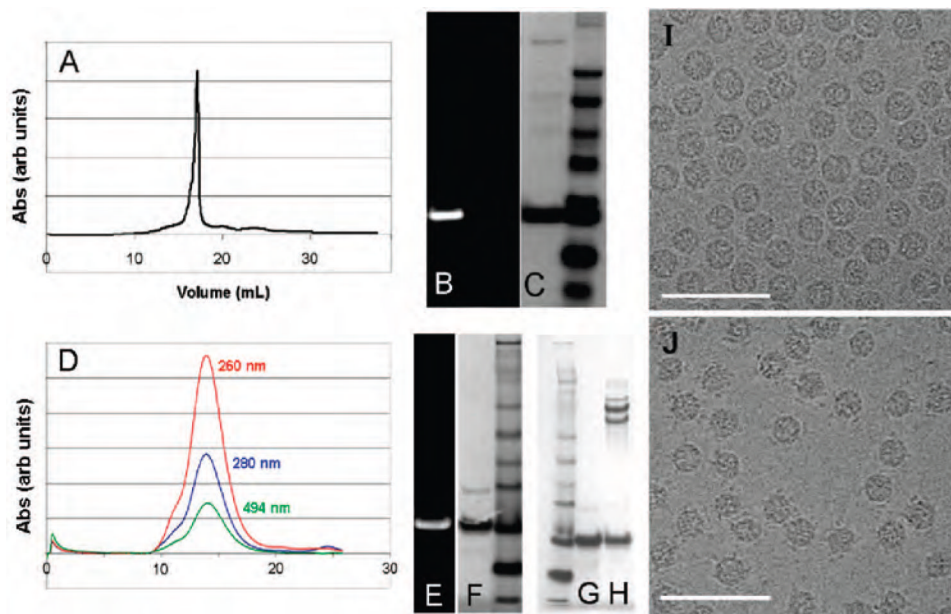 A
Abs (arb units)
0
10
20
30
Volume (mL)
B
C
D
260 nm
280 nm
494 nm
Abs (arb units)
0
10
20
30
E
F
G
H
I
J